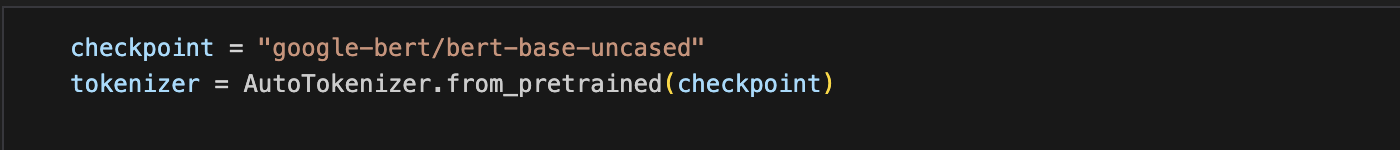 checkpoint = "google-bert/bert-base-uncased"
tokenizer = AutoTokenizer.from_pretrained(checkpoint)